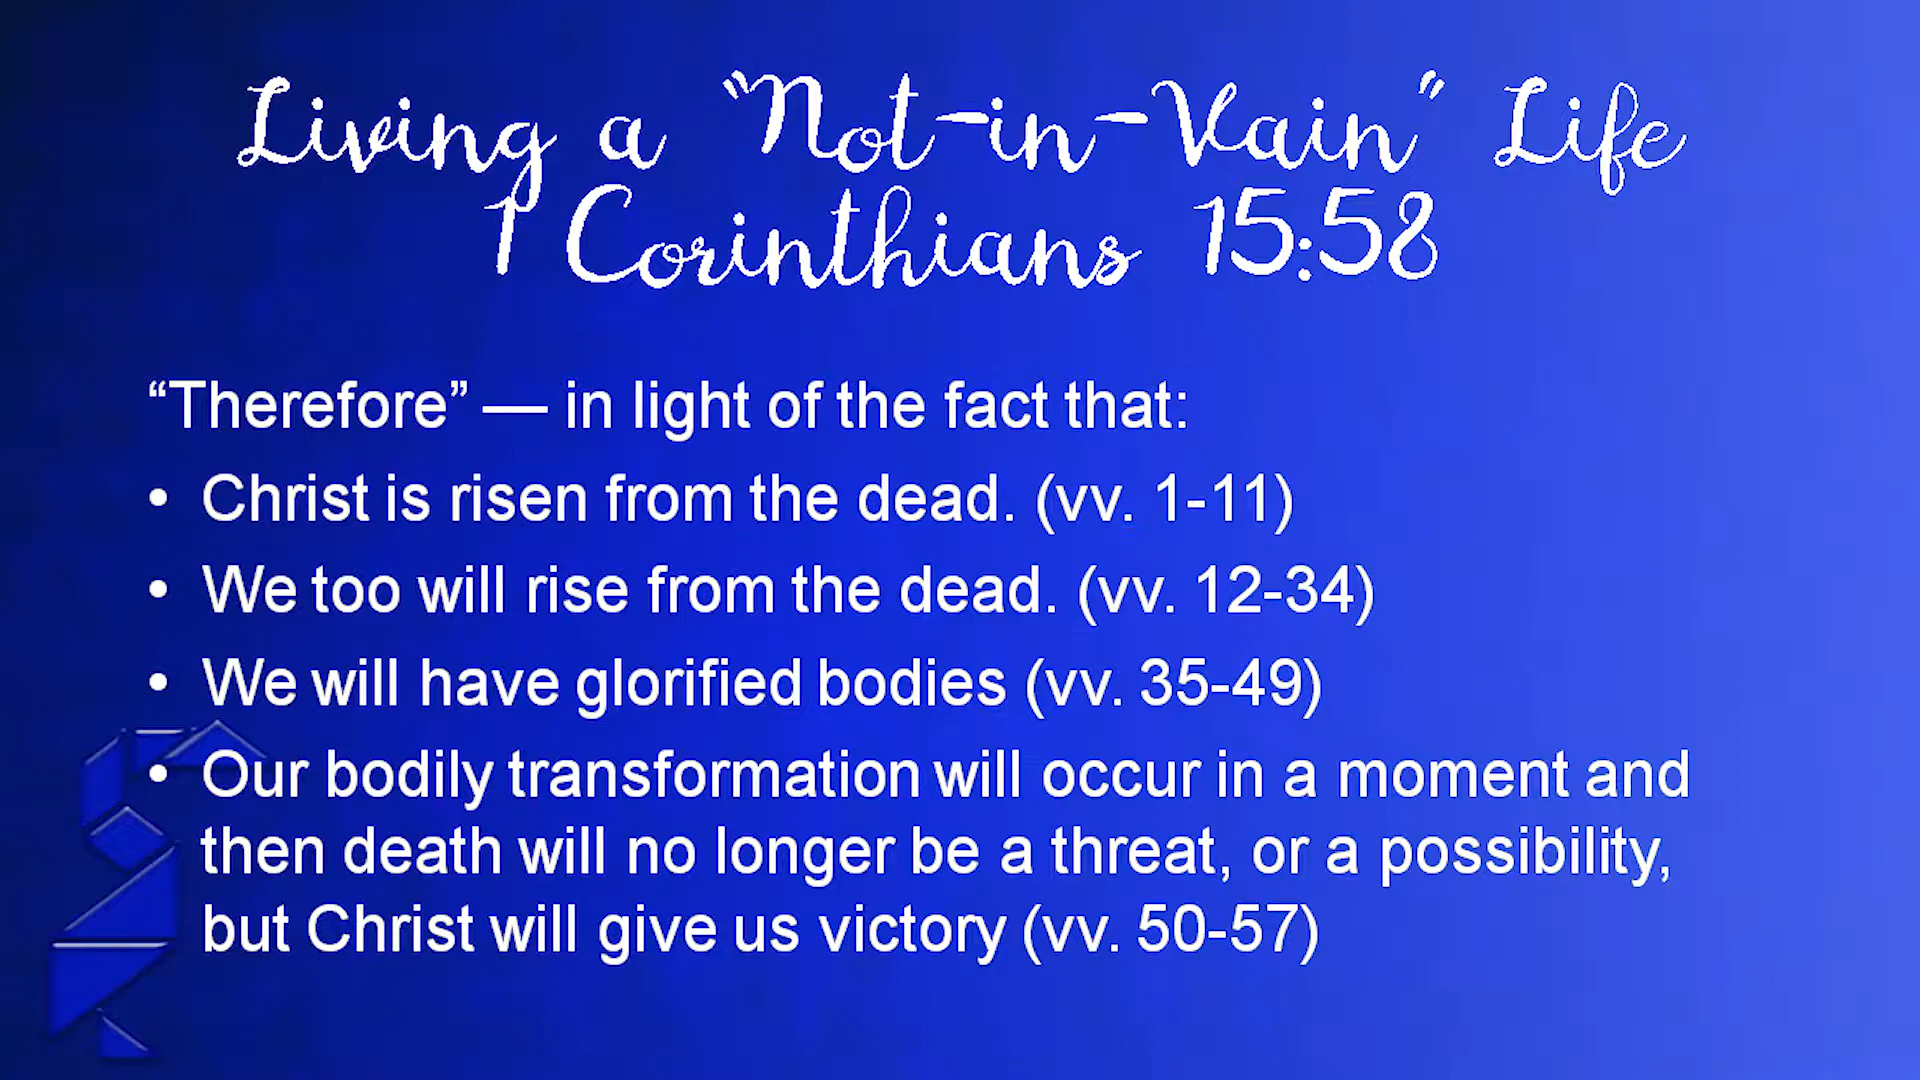 Living a "Not-in-Vain" Life
1 Corinthians 15:58
“Therefore” — in light of the fact that:
• Christ is risen from the dead. (vv. 1-11)
• We too will rise from the dead. (vv. 12-34)
• We will have glorified bodies (vv. 35-49)
• Our bodily transformation will occur in a moment and
then death will no longer be a threat, or a possibility,
but Christ will give us victory (vv. 50-57)